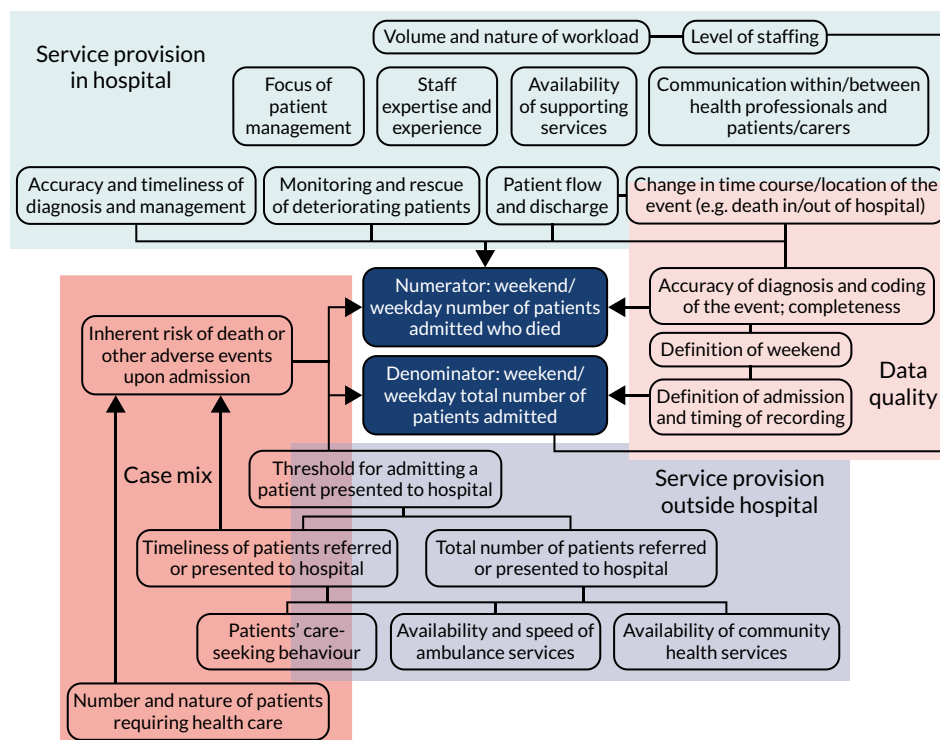 Service provision
in hospital
Volume and nature of workload
Level of staffing
Focus of
patient
management
Staff
expertise and
experience
Availability
of supporting
services
Communication within/between
health professionals and
patients/carers
Accuracy and timeliness of
diagnosis and management
Monitoring and rescue
of deteriorating patients
Patient flow
and discharge
Change in time course/location of the
event (e.g. death in/out of hospital)
Numerator: weekend/
weekday number of patients
admitted who died
Accuracy of diagnosis and coding
of the event; completeness
Inherent risk of death or
other adverse events
upon admission
Definition of weekend
Denominator: weekend/
weekday total number of
patients admitted
Definition of admission
and timing of recording
Data
quality
Case mix
Threshold for admitting a
patient presented to hospital
Service provision
outside hospital
Timeliness of patients referred
or presented to hospital
Total number of patients referred
or presented to hospital
Patients’ care-
seeking behaviour
Availability and speed of
ambulance services
Availability of community
health services
Number and nature of patients
requiring health care